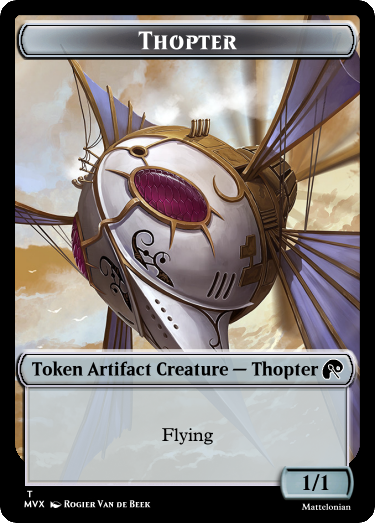 Thopter
Token Artifact Creature — Thopter
Flying
1/1
T
MVX Rogier Van de Beek
Mattelonian